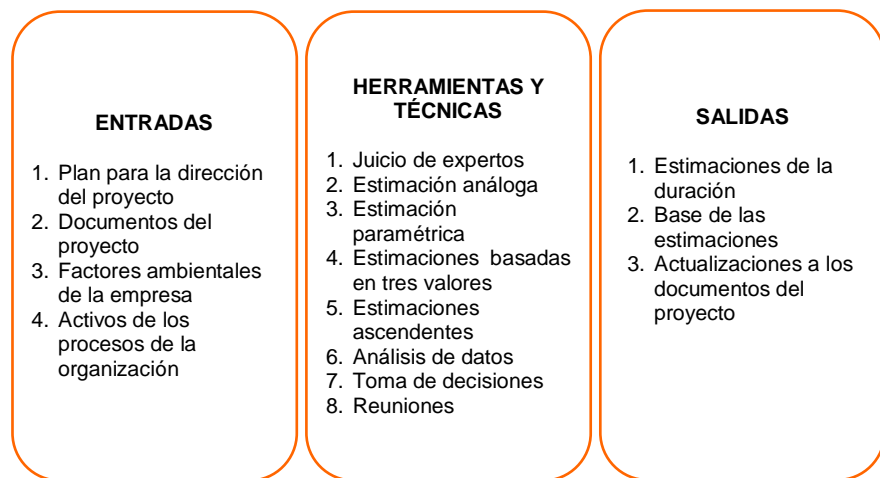 ENTRADAS
1. Plan para la dirección
del proyecto
2. Documentos del
proyecto
3. Factores ambientales
de la empresa
4. Activos de los
procesos de la
organización
HERRAMIENTAS Y
TÉCNICAS
1. Juicio de expertos
2. Estimación análoga
3. Estimación
paramétrica
4. Estimaciones basadas
en tres valores
5. Estimaciones
ascendentes
6. Análisis de datos
7. Toma de decisiones
8. Reuniones
SALIDAS
1. Estimaciones de la
duración
2. Base de las
estimaciones
3. Actualizaciones a los
documentos del
proyecto